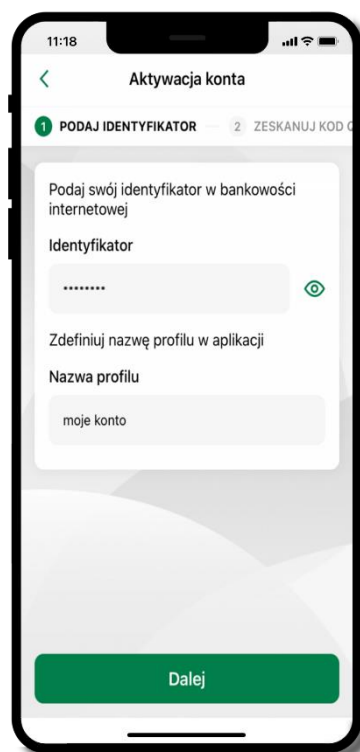 11:18
Aktywacja konta
1 PODAJ IDENTYFIKATOR 2 ZESKANUJ KOD
Podaj swój identyfikator w bankowości
internetowej
Identyfikator
••••••••
Zdefiniuj nazwę profilu w aplikacji
Nazwa profilu
moje konto
Dalej